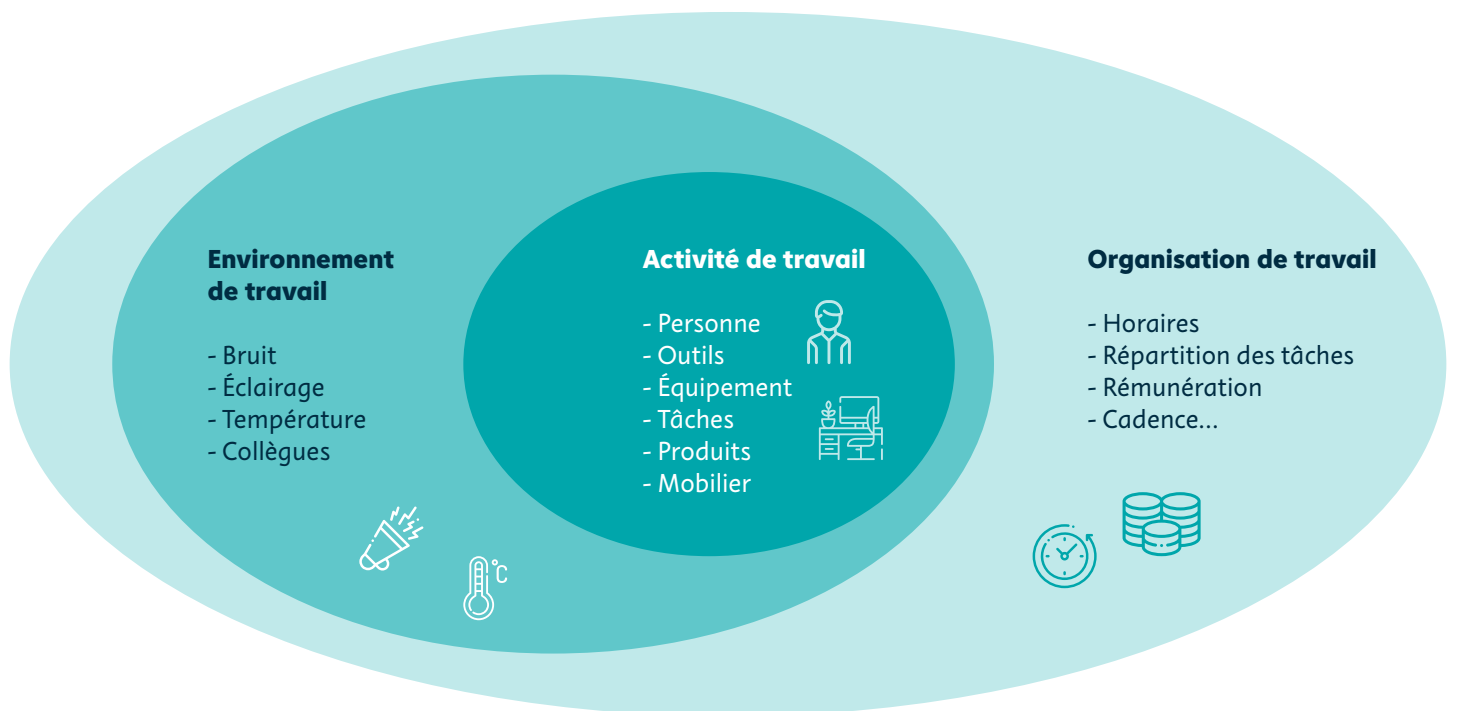 Environnement
de travail
- Bruit
- Éclairage
- Température
- Collègues
°C
Activité de travail
- Personne
- Outils
- Équipement
- Tâches
- Produits
- Mobilier
Organisation de travail
- Horaires
- Répartition des tâches
- Rémunération
- Cadence...